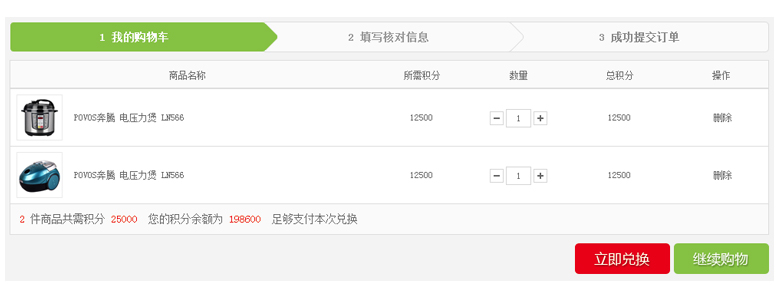 1 我的购物车 2 填写核对信息 3 成功提交订单
商品名称 所需积分 数量 总积分 操作
POVOS奔腾 电压力煲 LN566 12500 1 12500 删除
POVOS奔腾 电压力煲 LN566 12500 1 12500 删除
2 件商品共需积分 25000 您的积分余额为 198600 足够支付本次兑换
立即兑换 继续购物